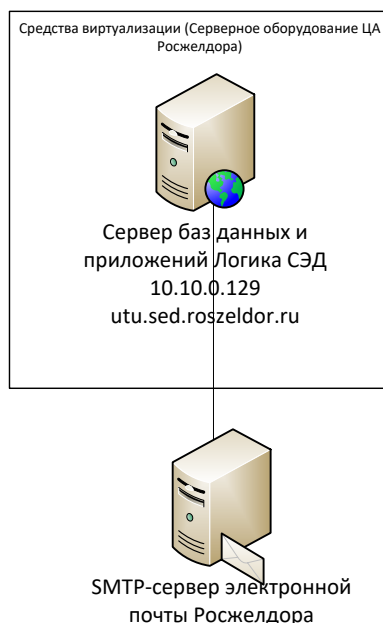 Средства виртуализации (Серверное оборудование ЦА
Росжелдора)
Сервер баз данных и
приложений Логика СЭД
10.10.0.129
utu.sed.roszeldor.ru
SMTP-сервер электронной
почты Росжелдора